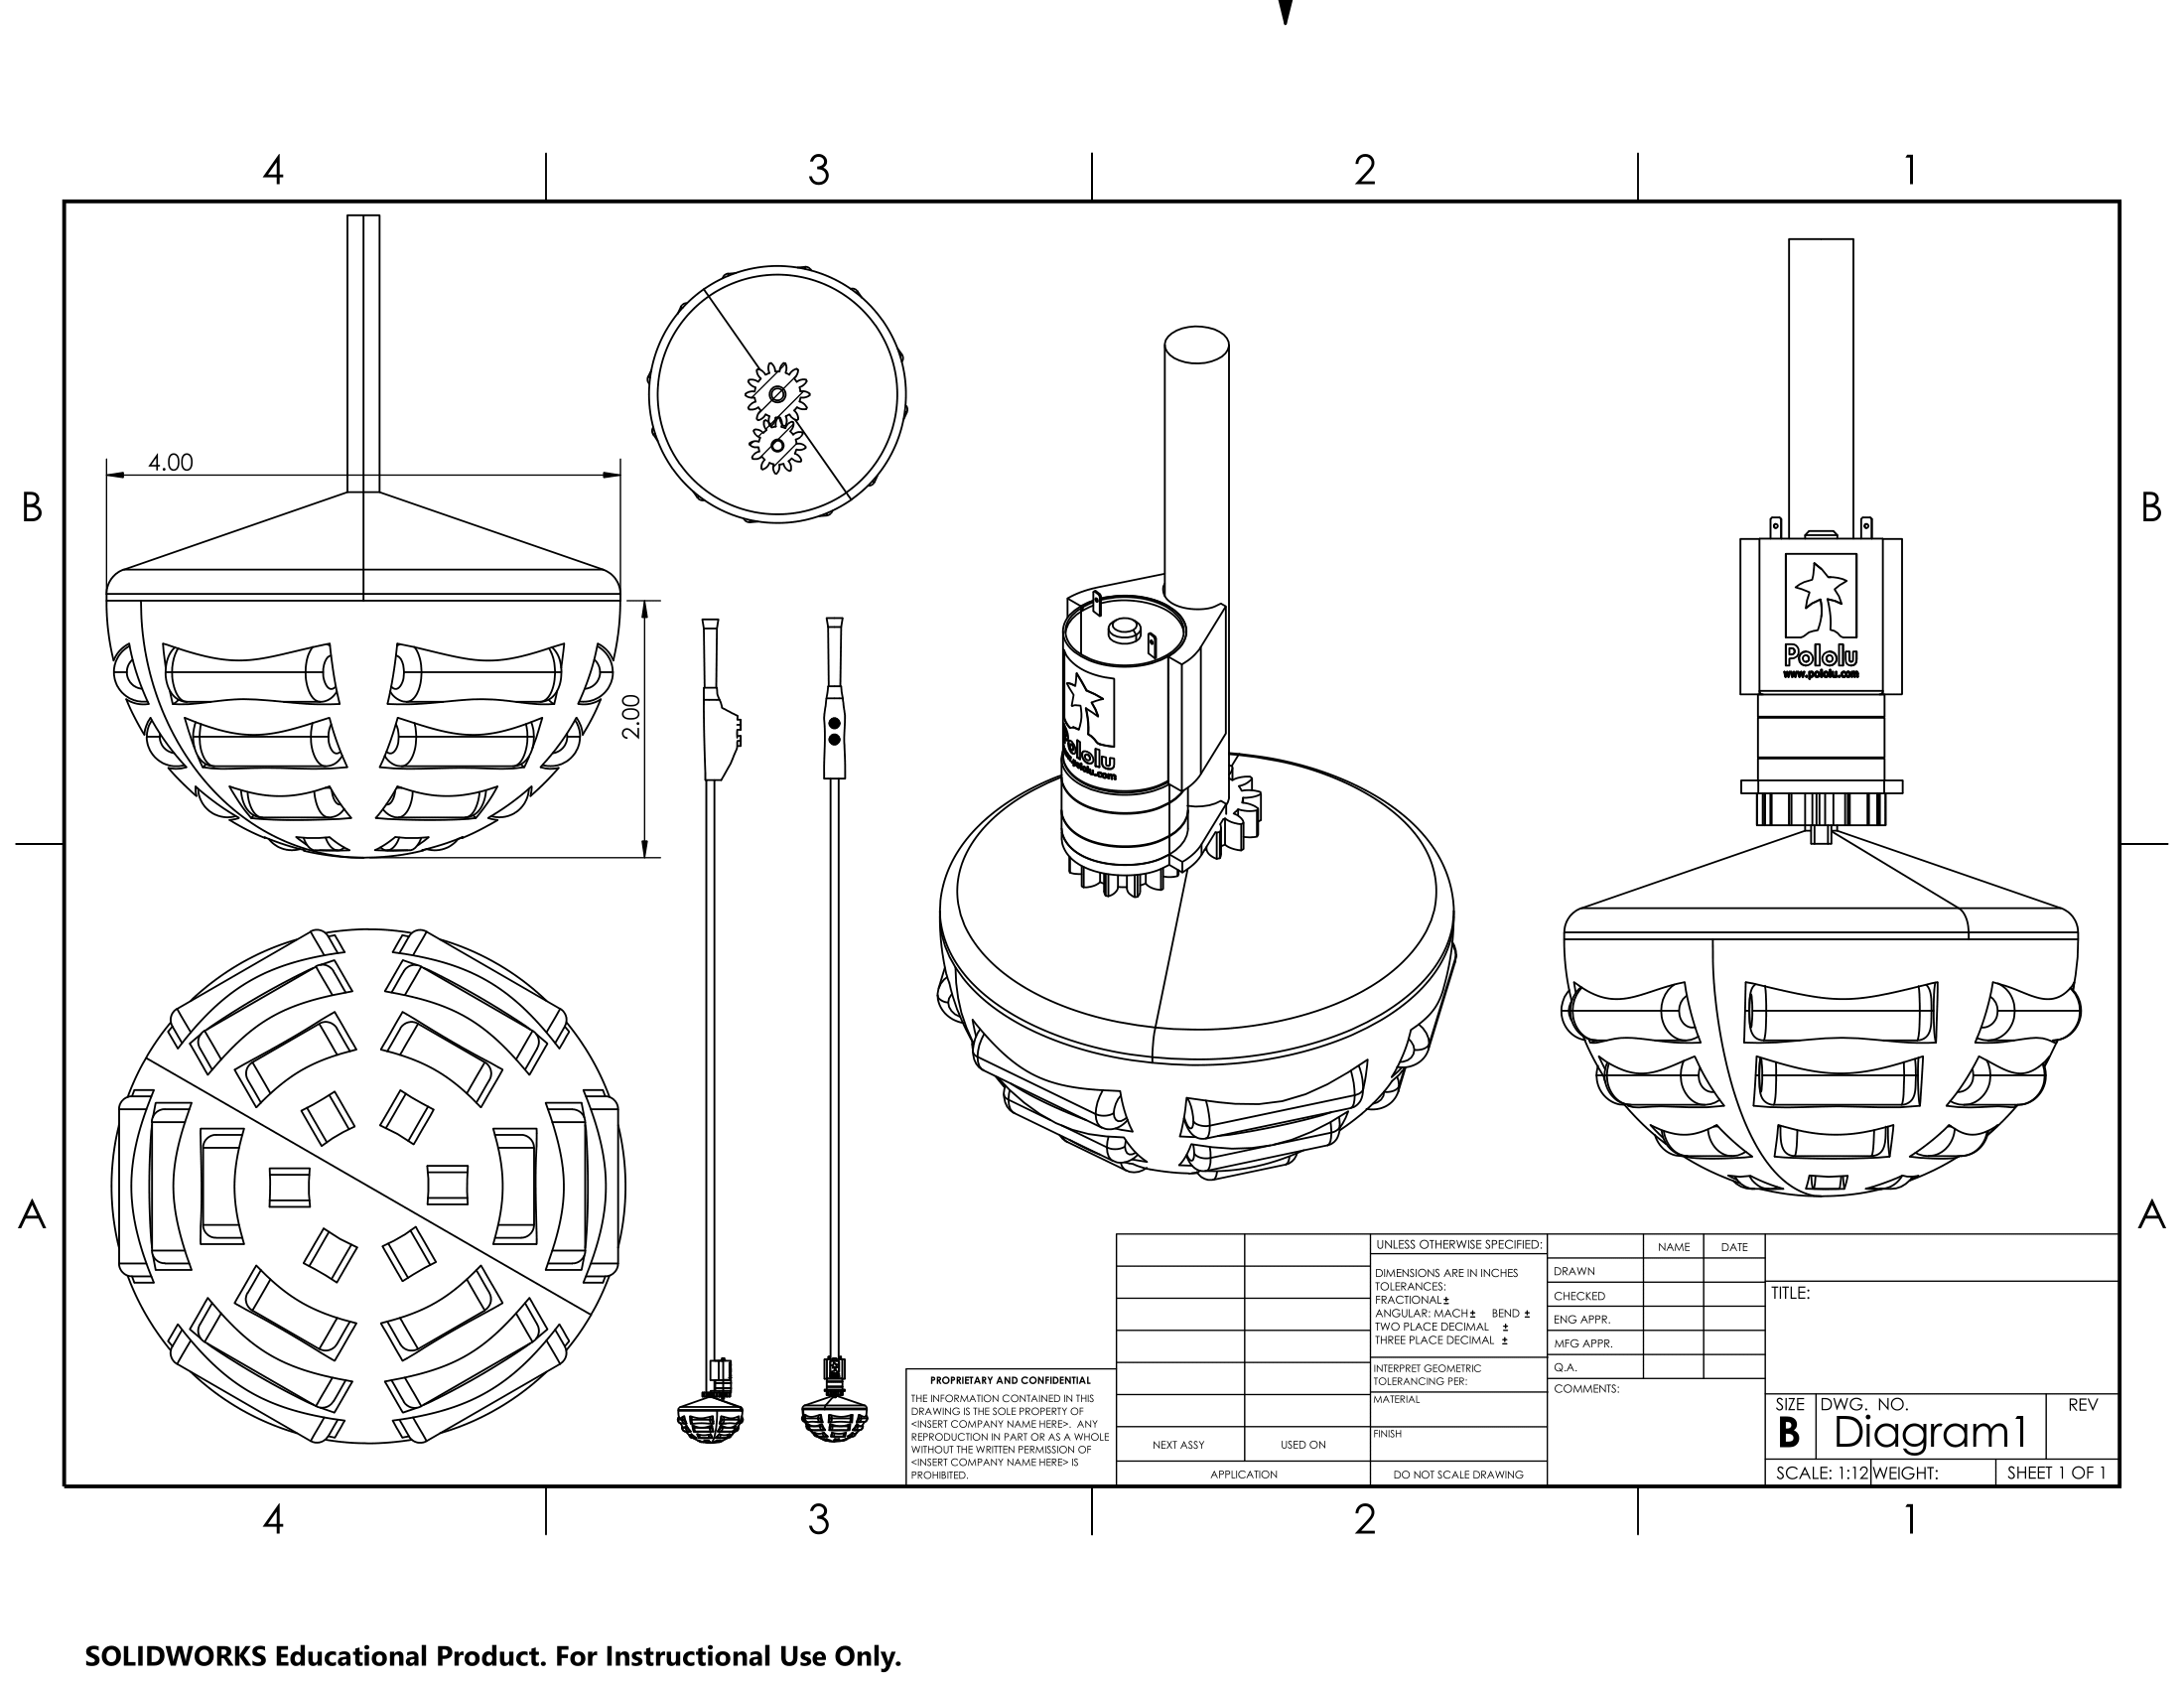 4 3 2 1
4.00
B B
2.00
Pololu
www.pololu.com
Pololu
.pololu.com
A A
PROPRIETARY AND CONFIDENTIAL
THE INFORMATION CONTAINED IN THIS
DRAWING IS THE SOLE PROPERTY OF
<INSERT COMPANY NAME HERE>. ANY
REPRODUCTION IN PART OR AS A WHOLE
WITHOUT THE WRITTEN PERMISSION OF
<INSERT COMPANY NAME HERE> IS
PROHIBITED.
NEXT ASSY USED ON
APPLICATION
UNLESS OTHERWISE SPECIFIED:
DIMENSIONS ARE IN INCHES
TOLERANCES:
FRACTIONAL±
ANGULAR: MACH± BEND ±
TWO PLACE DECIMAL ±
THREE PLACE DECIMAL ±
INTERPRET GEOMETRIC
TOLERANCING PER:
MATERIAL
FINISH
DO NOT SCALE DRAWING
NAME DATE
DRAWN
CHECKED
ENG APPR.
MFG APPR.
Q.A.
COMMENTS:
TITLE:
SIZE DWG. NO. REV
B Diagram1
SCALE: 1:12 WEIGHT: SHEET 1 OF 1
4 3 2 1
SOLIDWORKS Educational Product. For Instructional Use Only.